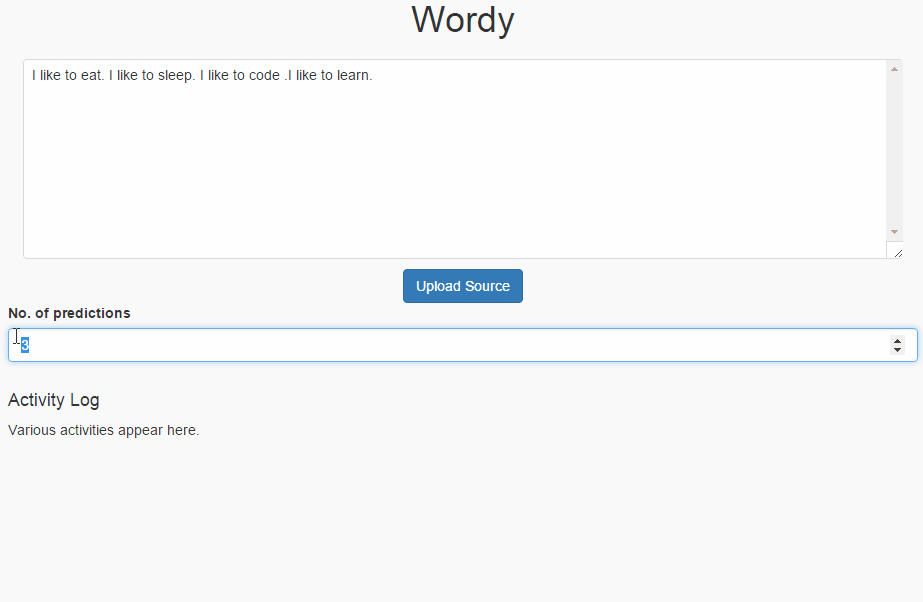 Wordy
I like to eat. I like to sleep. I like to code .I like to learn.
Upload Source
No. of predictions
3
Activity Log
Various activities appear here.